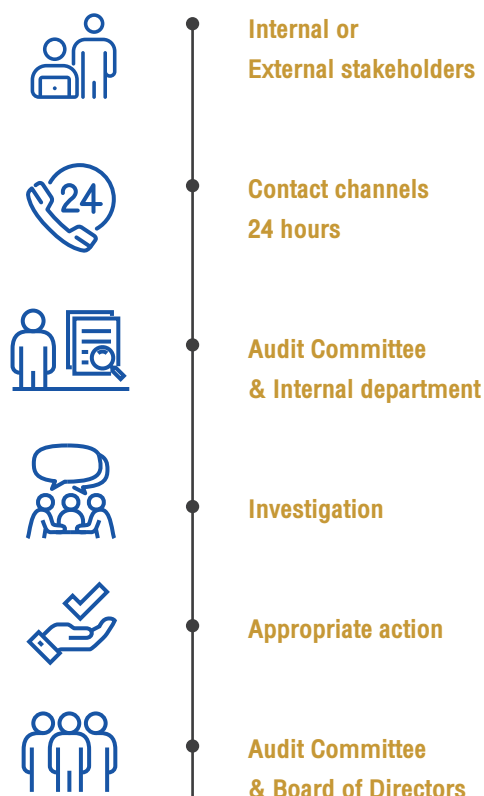 Internal or
External stakeholders
24
Contact channels
24 hours
Audit Committee
& Internal department
Investigation
Appropriate action
Audit Committee
& Board of Directors